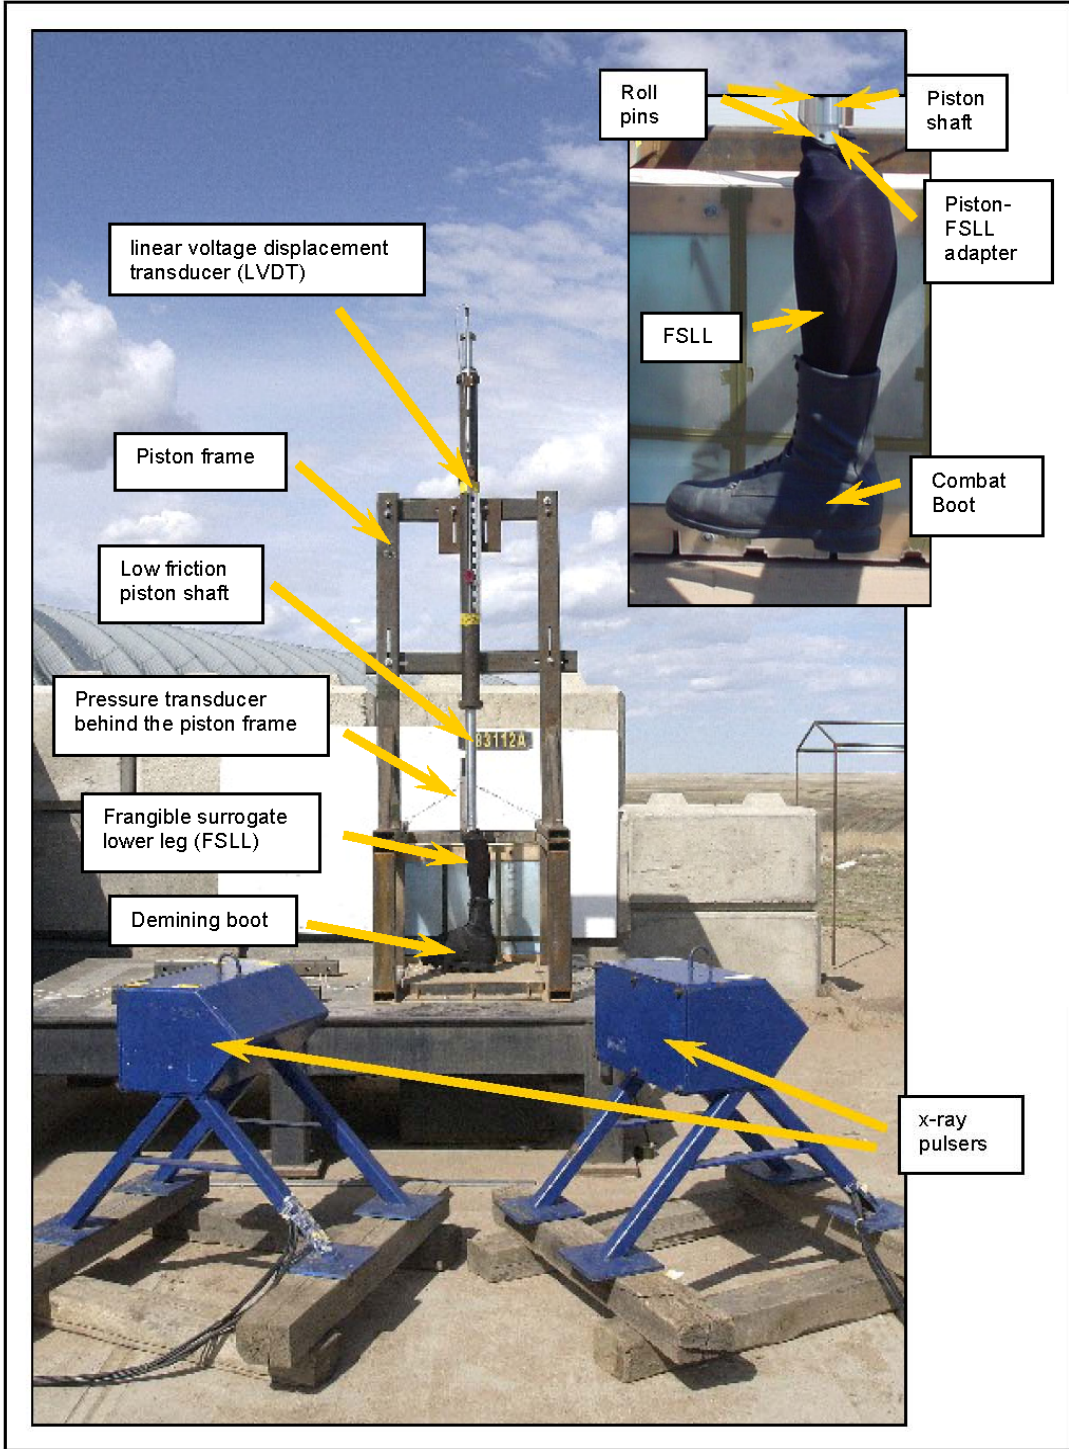 Roll
pins
Piston
shaft
Piston-
FSLL
adapter
linear voltage displacement
transducer (LVDT)
FSLL
Piston frame
Combat
Boot
Low friction
piston shaft
Pressure transducer
behind the piston frame
83112A
Frangible surrogate
lower leg (FSLL)
Demining boot
x-ray
pulsers